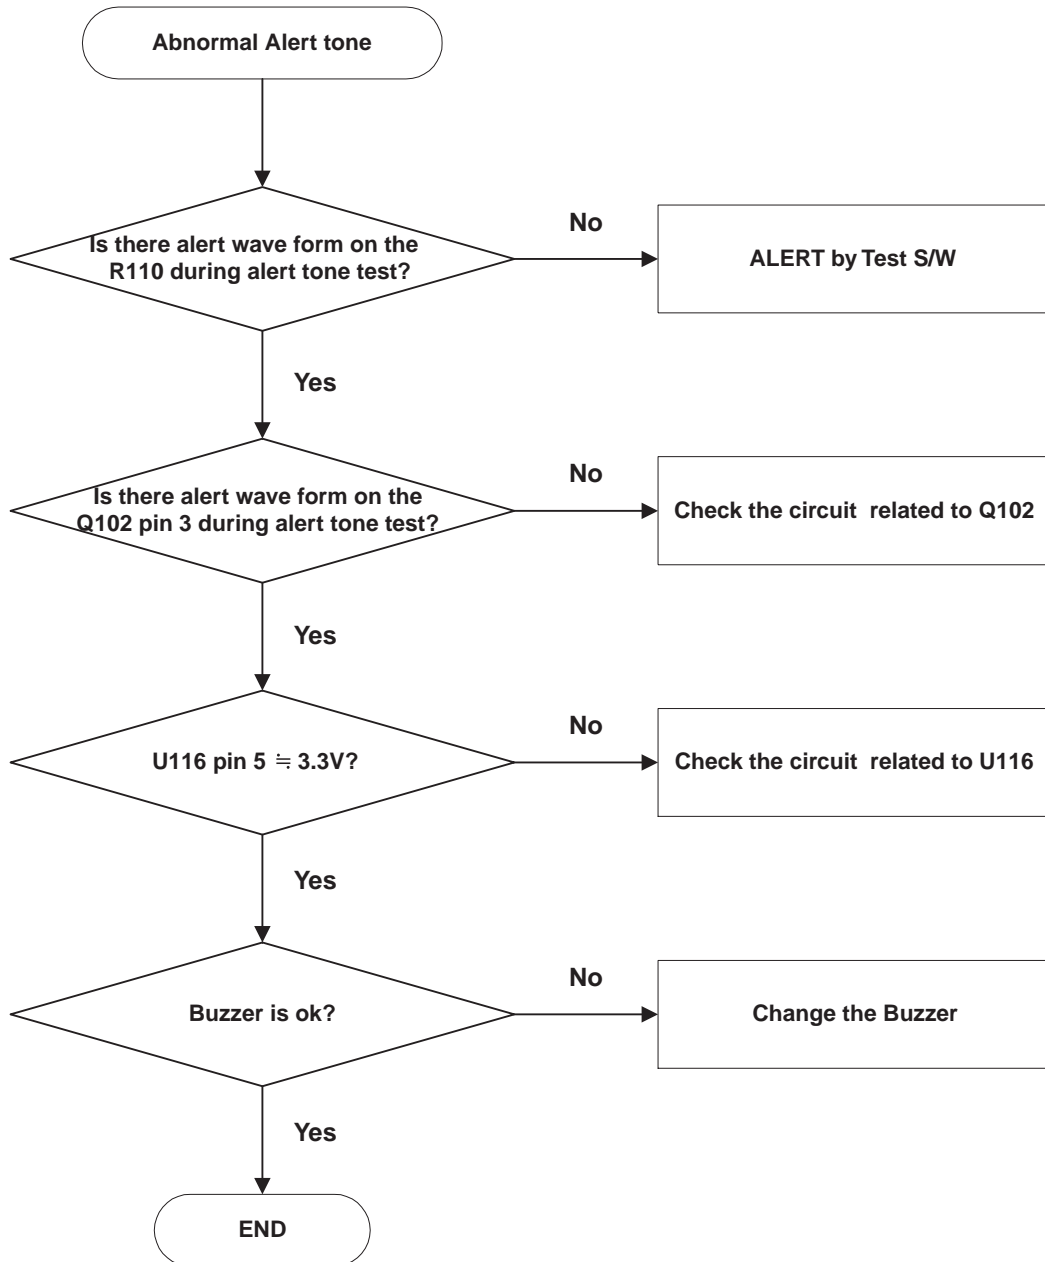 Abnormal Alert tone
Is there alert wave form on the
R110 during alert tone test?
No
ALERT by Test S/W
Yes
Is there alert wave form on the
Q102 pin 3 during alert tone test?
No
Check the circuit related to Q102
Yes
U116 pin 5 ≒ 3.3V?
No
Check the circuit related to U116
Yes
Buzzer is ok?
No
Change the Buzzer
Yes
END